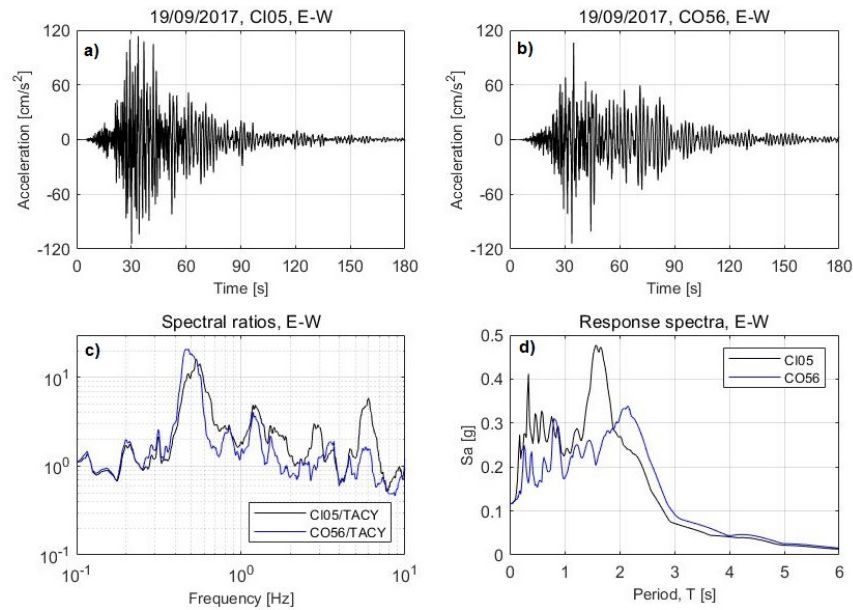 19/09/2017, CI05, E-W
a)
Acceleration [cm/s²]
120
60
0
-60
-120
0 30 60 90 120 150 180
Time [s]
19/09/2017, CO56, E-W
b)
Acceleration [cm/s²]
120
60
0
-60
-120
0 30 60 90 120 150 180
Time [s]
Spectral ratios, E-W
c)
10¹
10⁰
10⁻¹
10⁻¹ 10⁰ 10¹
Frequency [Hz]
CI05/TACY
CO56/TACY
Response spectra, E-W
d)
Sa [g]
0.5
0.4
0.3
0.2
0.1
0
0 1 2 3 4 5 6
Period, T [s]
CI05
CO56